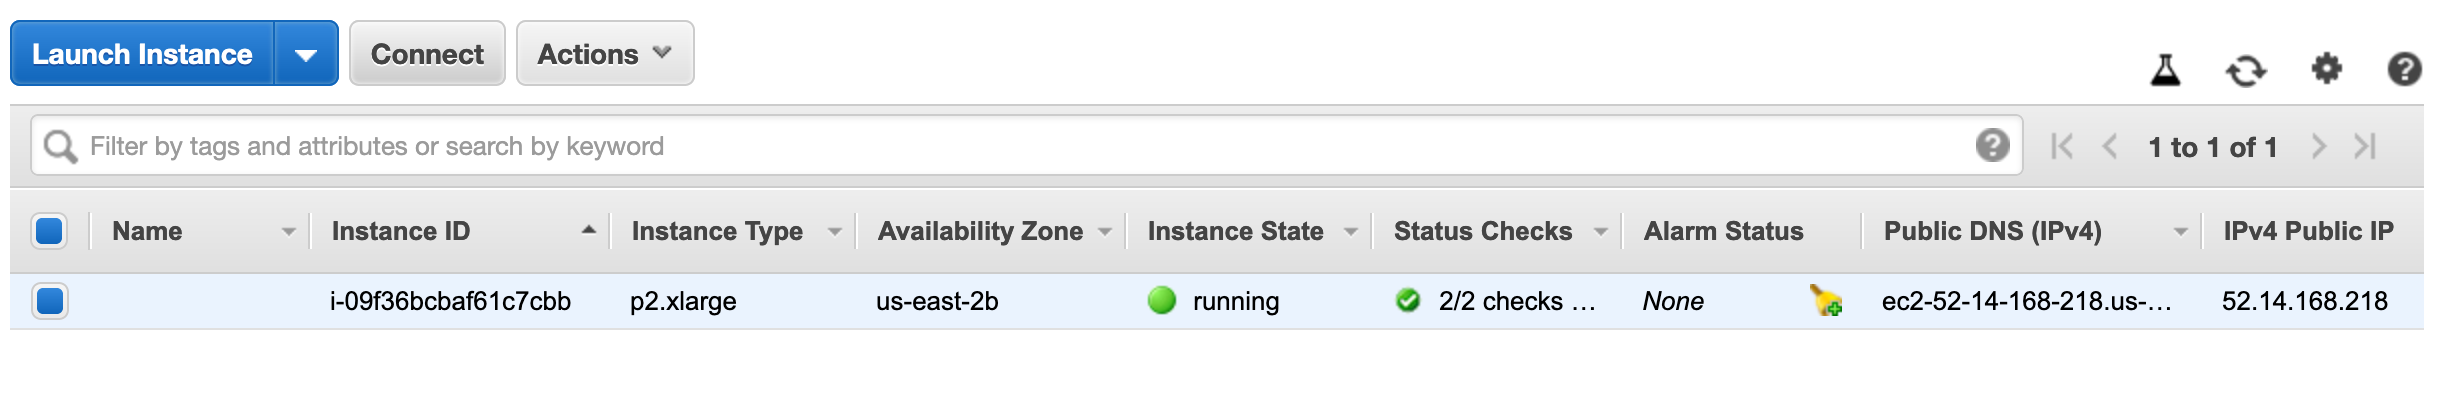 Launch Instance Connect Actions
Filter by tags and attributes or search by keyword 1 to 1 of 1
Name Instance ID Instance Type Availability Zone Instance State Status Checks Alarm Status Public DNS (IPv4) IPv4 Public IP
i-09f36bcbaf61c7cbb p2.xlarge us-east-2b running 2/2 checks … None ec2-52-14-168-218.us-… 52.14.168.218